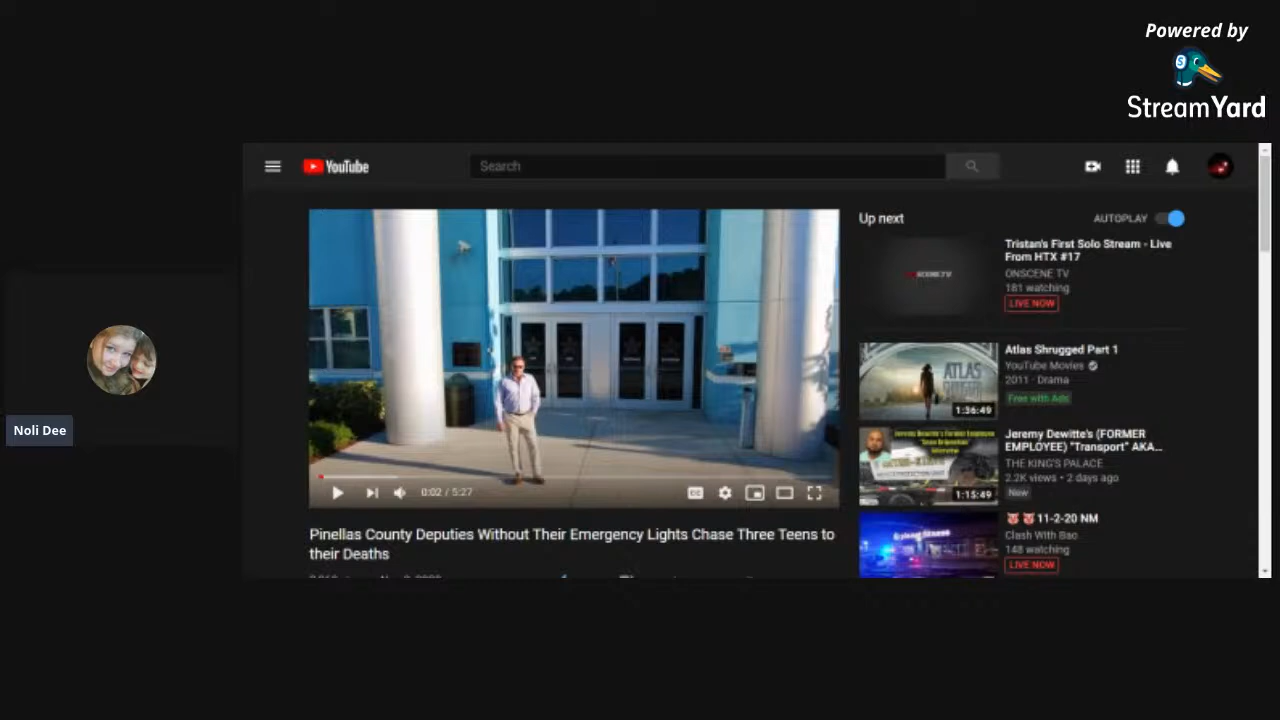 Powered by
StreamYard
YouTube
Search
Up next
AUTOPLAY
Tristan's First Solo Stream - Live
From HTX #17
ONSCENE TV
181 watching
LIVE NOW
Atlas Shrugged Part 1
YouTube Movies
2011 · Drama
Free with Ads
ATLAS
1:36:49
Jeremy Dewitte's (FORMER
EMPLOYEE) "Transport" AKA...
THE KING'S PALACE
2.2K views • 2 days ago
New
1:15:49
11-2-20 NM
Clash With Bao
148 watching
LIVE NOW
0:02 / 5:27
Pinellas County Deputies Without Their Emergency Lights Chase Three Teens to
their Deaths
Noli Dee